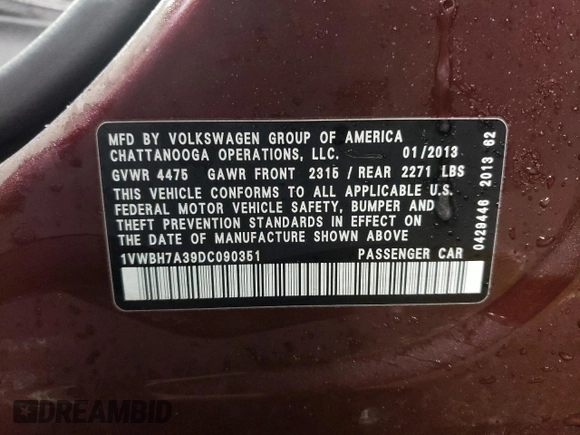 MFD BY VOLKSWAGEN GROUP OF AMERICA
CHATTANOOGA OPERATIONS, LLC. 01/2013
GVWR 4475 GAWR FRONT 2315 / REAR 2271 LBS
THIS VEHICLE CONFORMS TO ALL APPLICABLE U.S.
FEDERAL MOTOR VEHICLE SAFETY, BUMPER AND
THEFT PREVENTION STANDARDS IN EFFECT ON
THE DATE OF MANUFACTURE SHOWN ABOVE
1VWBH7A39DC090351 PASSENGER CAR
0429446 2013 62
DREAMBID